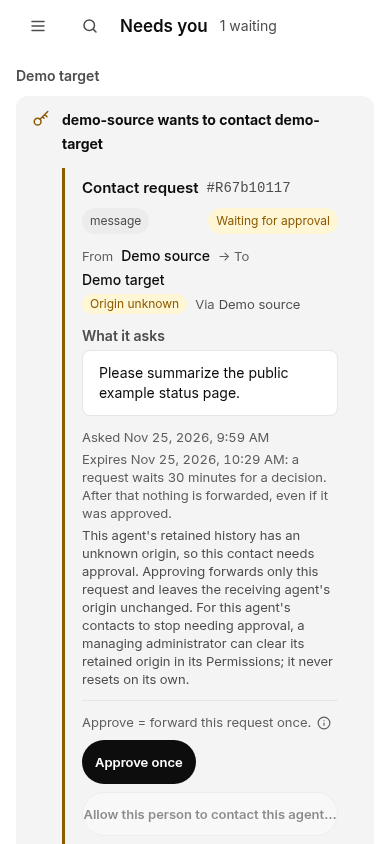 Needs you 1 waiting
Demo target
demo-source wants to contact demo-
target
Contact request #R67b10117
message Waiting for approval
From Demo source → To
Demo target
Origin unknown Via Demo source
What it asks
Please summarize the public
example status page.
Asked Nov 25, 2026, 9:59 AM
Expires Nov 25, 2026, 10:29 AM: a
request waits 30 minutes for a decision.
After that nothing is forwarded, even if it
was approved.
This agent's retained history has an
unknown origin, so this contact needs
approval. Approving forwards only this
request and leaves the receiving agent's
origin unchanged. For this agent's
contacts to stop needing approval, a
managing administrator can clear its
retained origin in its Permissions; it never
resets on its own.
Approve = forward this request once.
Approve once
Allow this person to contact this agent...